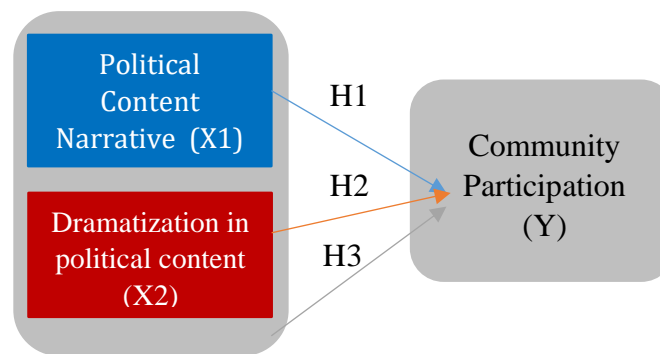 Political
Content
Narrative (X1)
H1
Community
Participation
(Y)
H2
Dramatization in
political content
(X2)
H3